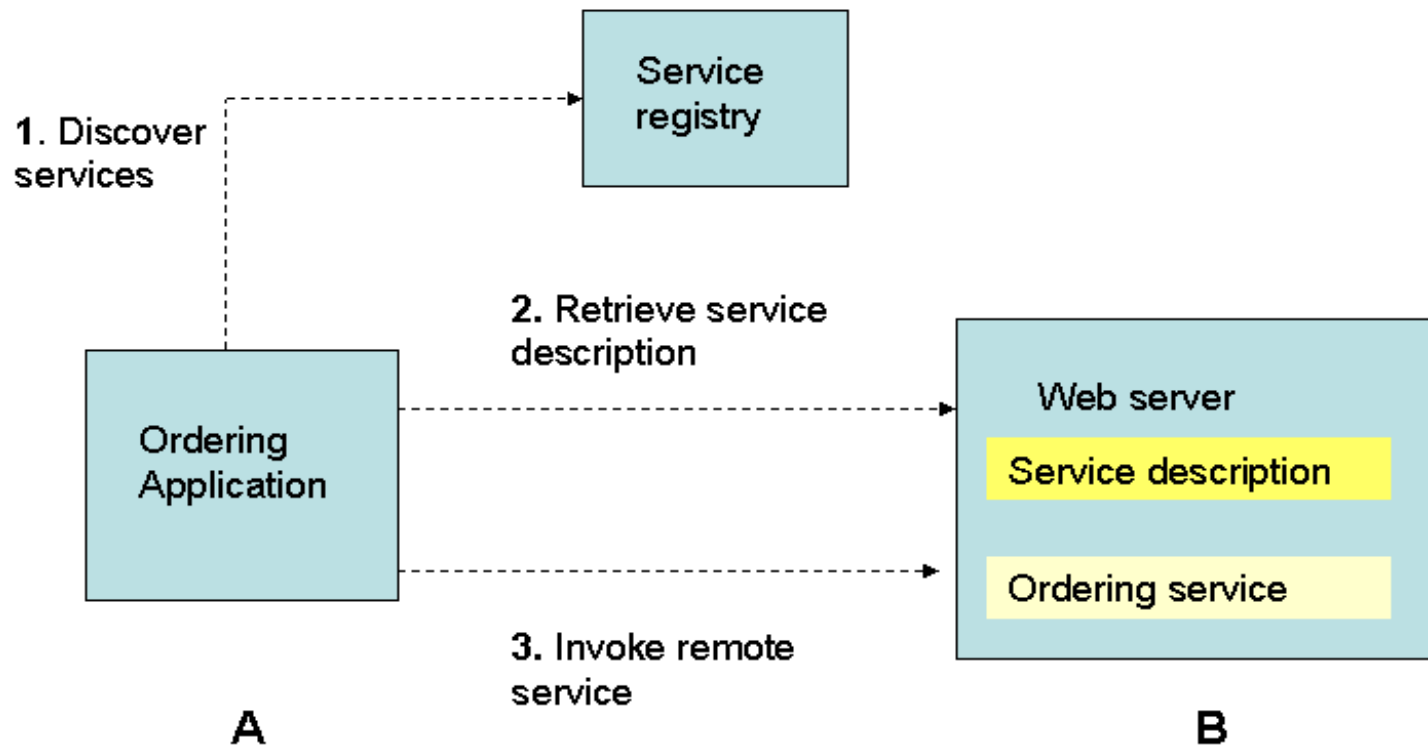 Service
registry
1. Discover
services
2. Retrieve service
description
Ordering
Application
Web server
Service description
Ordering service
3. Invoke remote
service
A
B